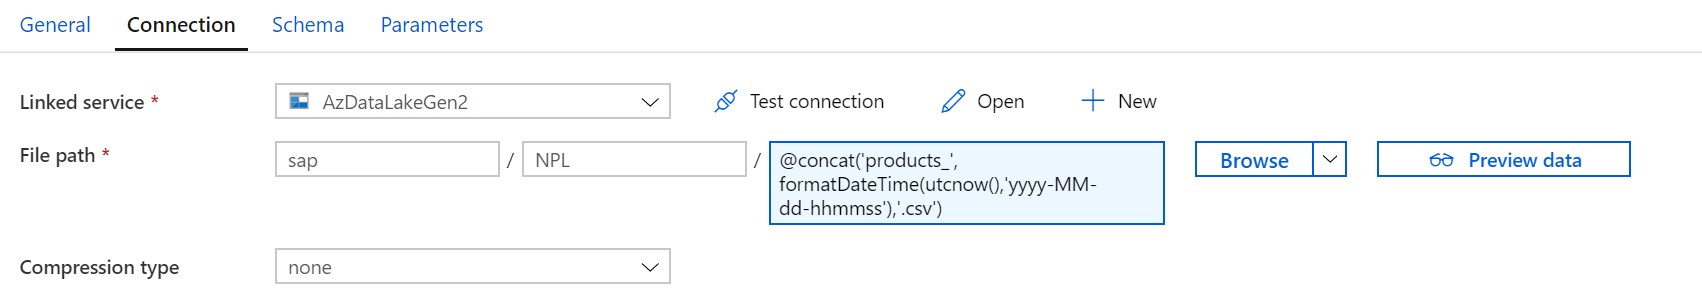 General Connection Schema Parameters
Linked service * AzDataLakeGen2 Test connection Open New
File path * sap / NPL / @concat('products_', Browse Preview data
formatDateTime(utcnow(),'yyyy-MM-
dd-hhmmss'),'.csv')
Compression type none